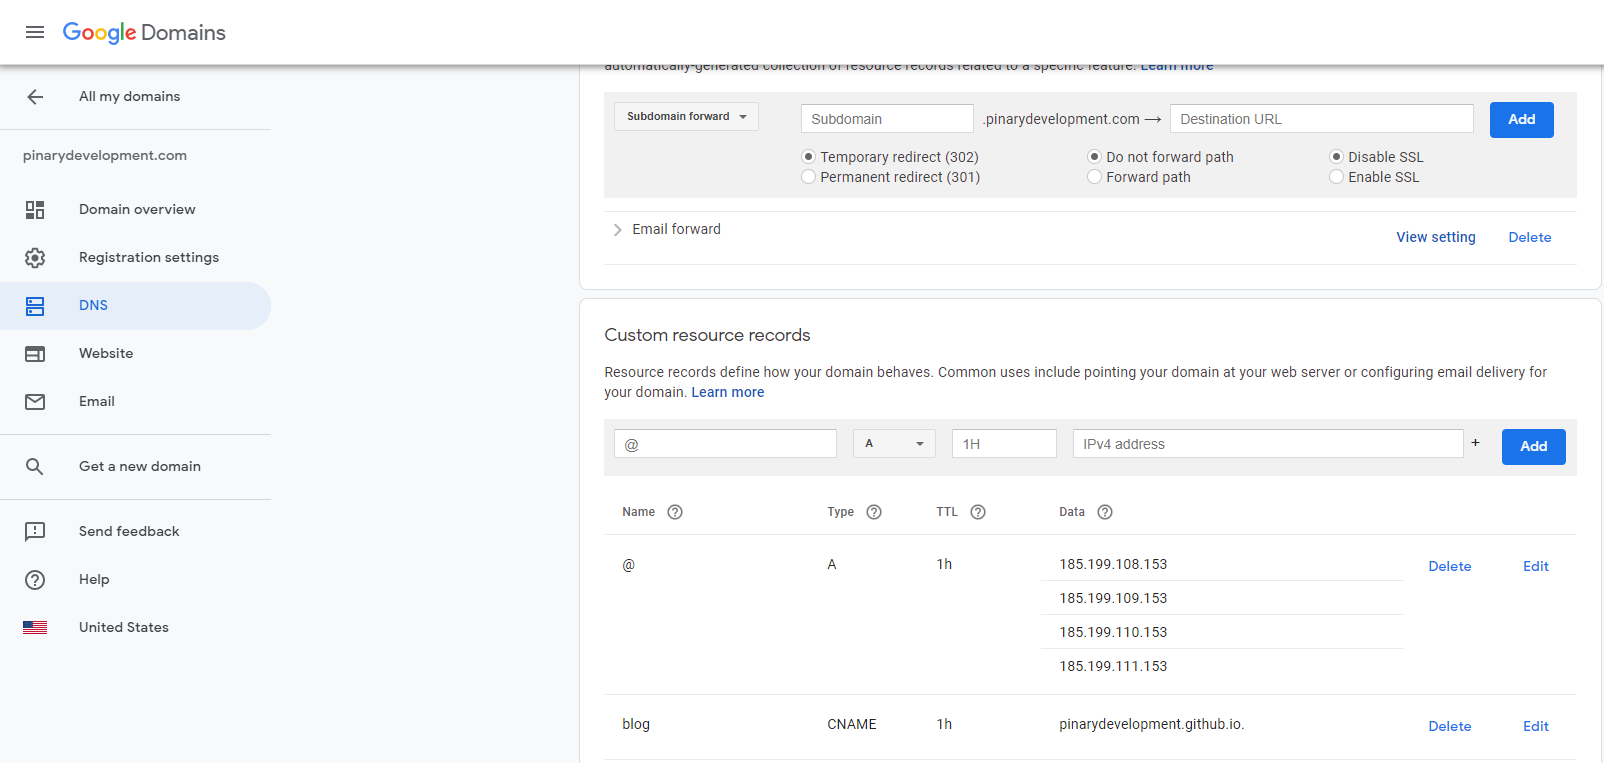 Google Domains
automatically-generated collection of resource records related to a specific feature. Learn more
All my domains
pinarydevelopment.com
Domain overview
Registration settings
DNS
Website
Email
Get a new domain
Send feedback
Help
United States
Subdomain forward
Subdomain
.pinarydevelopment.com →
Destination URL
Add
Temporary redirect (302)
Do not forward path
Disable SSL
Permanent redirect (301)
Forward path
Enable SSL
Email forward
View setting
Delete
Custom resource records
Resource records define how your domain behaves. Common uses include pointing your domain at your web server or configuring email delivery for
your domain. Learn more
@ A 1H IPv4 address + Add
Name ? Type ? TTL ? Data ?
@ A 1h 185.199.108.153 Delete Edit
185.199.109.153
185.199.110.153
185.199.111.153
blog CNAME 1h pinarydevelopment.github.io. Delete Edit